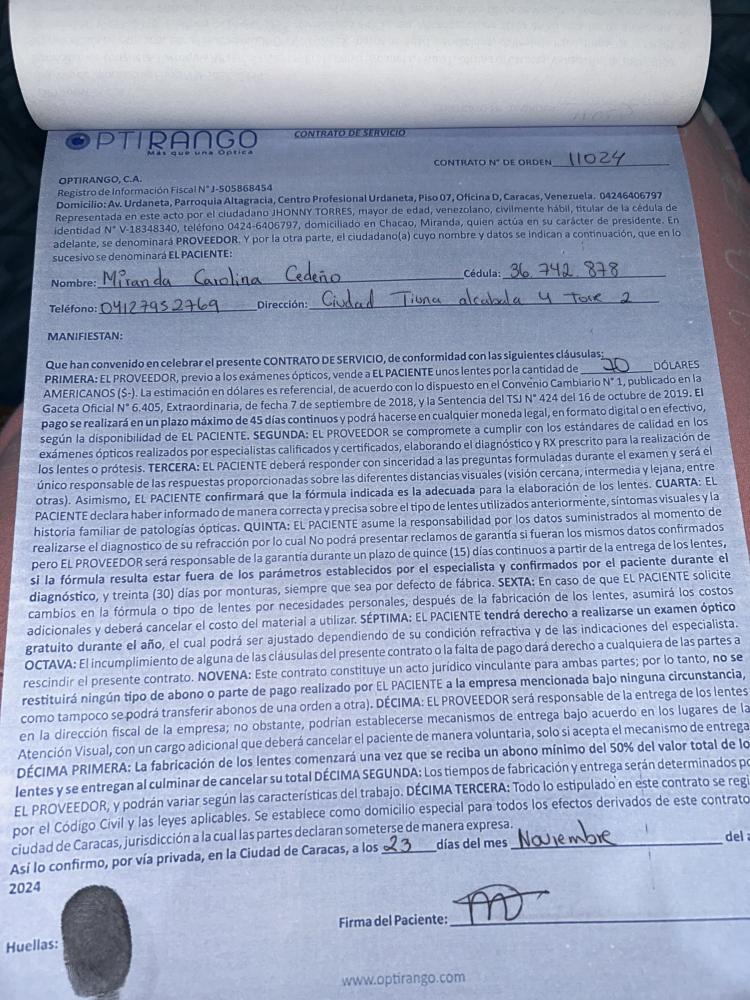 OPTIRANGO
Más que una Óptica
CONTRATO DE SERVICIO
CONTRATO N° DE ORDEN 11024
OPTIRANGO, C.A.
Registro de Información Fiscal N° J-505868454
Domicilio: Av. Urdaneta, Parroquia Altagracia, Centro Profesional Urdaneta, Piso 07, Oficina D, Caracas, Venezuela. 04246406797
Representada en este acto por el ciudadano JHONNY TORRES, mayor de edad, venezolano, civilmente hábil, titular de la cédula de
identidad N° V-18348340, teléfono 0424-6406797, domiciliado en Chacao, Miranda, quien actúa en su carácter de presidente. En
adelante, se denominará PROVEEDOR. Y por la otra parte, el ciudadano(a) cuyo nombre y datos se indican a continuación, que en lo
sucesivo se denominará EL PACIENTE:
Nombre: Miranda Carolina Cedeño Cédula: 36.742.878
Teléfono: 04127952769 Dirección: Ciudad Tiuna alcabala 4 torre 2
MANIFIESTAN:
Que han convenido en celebrar el presente CONTRATO DE SERVICIO, de conformidad con las siguientes cláusulas:
PRIMERA: EL PROVEEDOR, previo a los exámenes ópticos, vende a EL PACIENTE unos lentes por la cantidad de DÓLARES
AMERICANOS ($-). La estimación en dólares es referencial, de acuerdo con lo dispuesto en el Convenio Cambiario N° 1, publicado en la
Gaceta Oficial N° 6.405, Extraordinaria, de fecha 7 de septiembre de 2018, y la Sentencia del TSJ N° 424 del 16 de octubre de 2019. El
pago se realizará en un plazo máximo de 45 días continuos y podrá hacerse en cualquier moneda legal, en formato digital o en efectivo,
según la disponibilidad de EL PACIENTE. SEGUNDA: EL PROVEEDOR se compromete a cumplir con los estándares de calidad en los
exámenes ópticos realizados por especialistas calificados y certificados, elaborando el diagnóstico y RX prescrito para la realización de
los lentes o prótesis. TERCERA: EL PACIENTE deberá responder con sinceridad a las preguntas formuladas durante el examen y será el
único responsable de las respuestas proporcionadas sobre las diferentes distancias visuales (visión cercana, intermedia y lejana, entre
otras). Asimismo, EL PACIENTE confirmará que la fórmula indicada es la adecuada para la elaboración de los lentes. CUARTA: EL
PACIENTE declara haber informado de manera correcta y precisa sobre el tipo de lentes utilizados anteriormente, síntomas visuales y la
historia familiar de patologías ópticas. QUINTA: EL PACIENTE asume la responsabilidad por los datos suministrados al momento de
realizarse el diagnostico de su refracción por lo cual No podrá presentar reclamos de garantía si fueran los mismos datos confirmados
pero EL PROVEEDOR será responsable de la garantía durante un plazo de quince (15) días continuos a partir de la entrega de los lentes,
si la fórmula resulta estar fuera de los parámetros establecidos por el especialista y confirmados por el paciente durante el
diagnóstico, y treinta (30) días por monturas, siempre que sea por defecto de fábrica. SEXTA: En caso de que EL PACIENTE solicite
cambios en la fórmula o tipo de lentes por necesidades personales, después de la fabricación de los lentes, asumirá los costos
adicionales y deberá cancelar el costo del material a utilizar. SÉPTIMA: EL PACIENTE tendrá derecho a realizarse un examen óptico
gratuito durante el año, el cual podrá ser ajustado dependiendo de su condición refractiva y de las indicaciones del especialista.
OCTAVA: El incumplimiento de alguna de las cláusulas del presente contrato o la falta de pago dará derecho a cualquiera de las partes a
rescindir el presente contrato. NOVENA: Este contrato constituye un acto jurídico vinculante para ambas partes; por lo tanto, no se
restituirá ningún tipo de abono o parte de pago realizado por EL PACIENTE a la empresa mencionada bajo ninguna circunstancia,
como tampoco se podrá transferir abonos de una orden a otra). DÉCIMA: EL PROVEEDOR será responsable de la entrega de los lentes
en la dirección fiscal de la empresa; no obstante, podrían establecerse mecanismos de entrega bajo acuerdo en los lugares de la
Atención Visual, con un cargo adicional que deberá cancelar el paciente de manera voluntaria, solo si acepta el mecanismo de entrega
DÉCIMA PRIMERA: La fabricación de los lentes comenzará una vez que se reciba un abono mínimo del 50% del valor total de lo
lentes y se entregan al culminar de cancelar su total DÉCIMA SEGUNDA: Los tiempos de fabricación y entrega serán determinados po
EL PROVEEDOR, y podrán variar según las características del trabajo. DÉCIMA TERCERA: Todo lo estipulado en este contrato se regi
por el Código Civil y las leyes aplicables. Se establece como domicilio especial para todos los efectos derivados de este contrato
ciudad de Caracas, jurisdicción a la cual las partes declaran someterse de manera expresa.
Así lo confirmo, por vía privada, en la Ciudad de Caracas, a los 23 días del mes Noviembre del a
2024
Firma del Paciente:
Huellas:
www.optirango.com